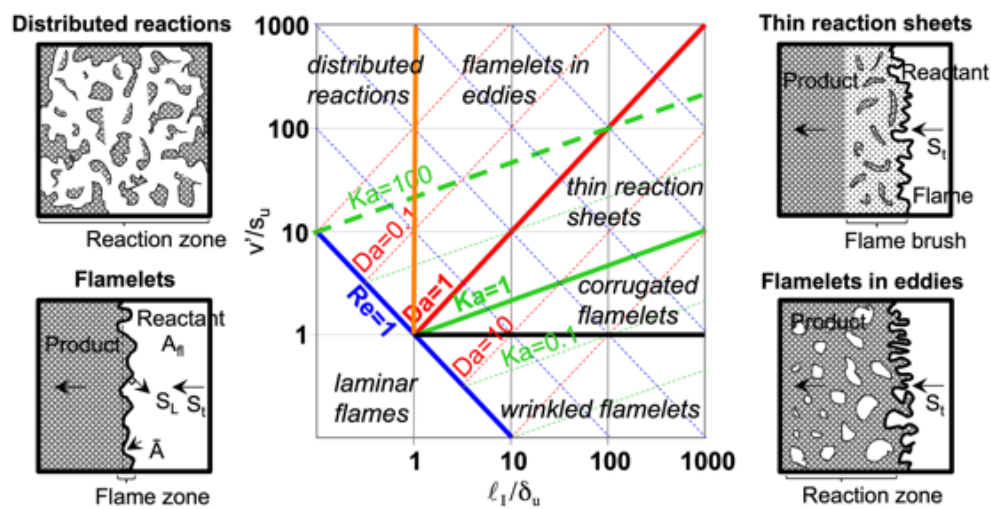 Distributed reactions
Reaction zone
Flamelets
Product
Reactant
A_fl
S_L
S_t
Ā
Flame zone
v'/s_u
1000
100
10
1
distributed
reactions
flamelets in
eddies
Ka=100
thin reaction
sheets
Da=0.1
Re=1
Da=1
Ka=1
corrugated
flamelets
Da=10
Ka=0.1
laminar
flames
wrinkled flamelets
1
10
100
1000
ℓ_I/δ_u
Thin reaction sheets
Product
Reactant
S_t
Flame
Flame brush
Flamelets in eddies
Product
S_t
Reaction zone